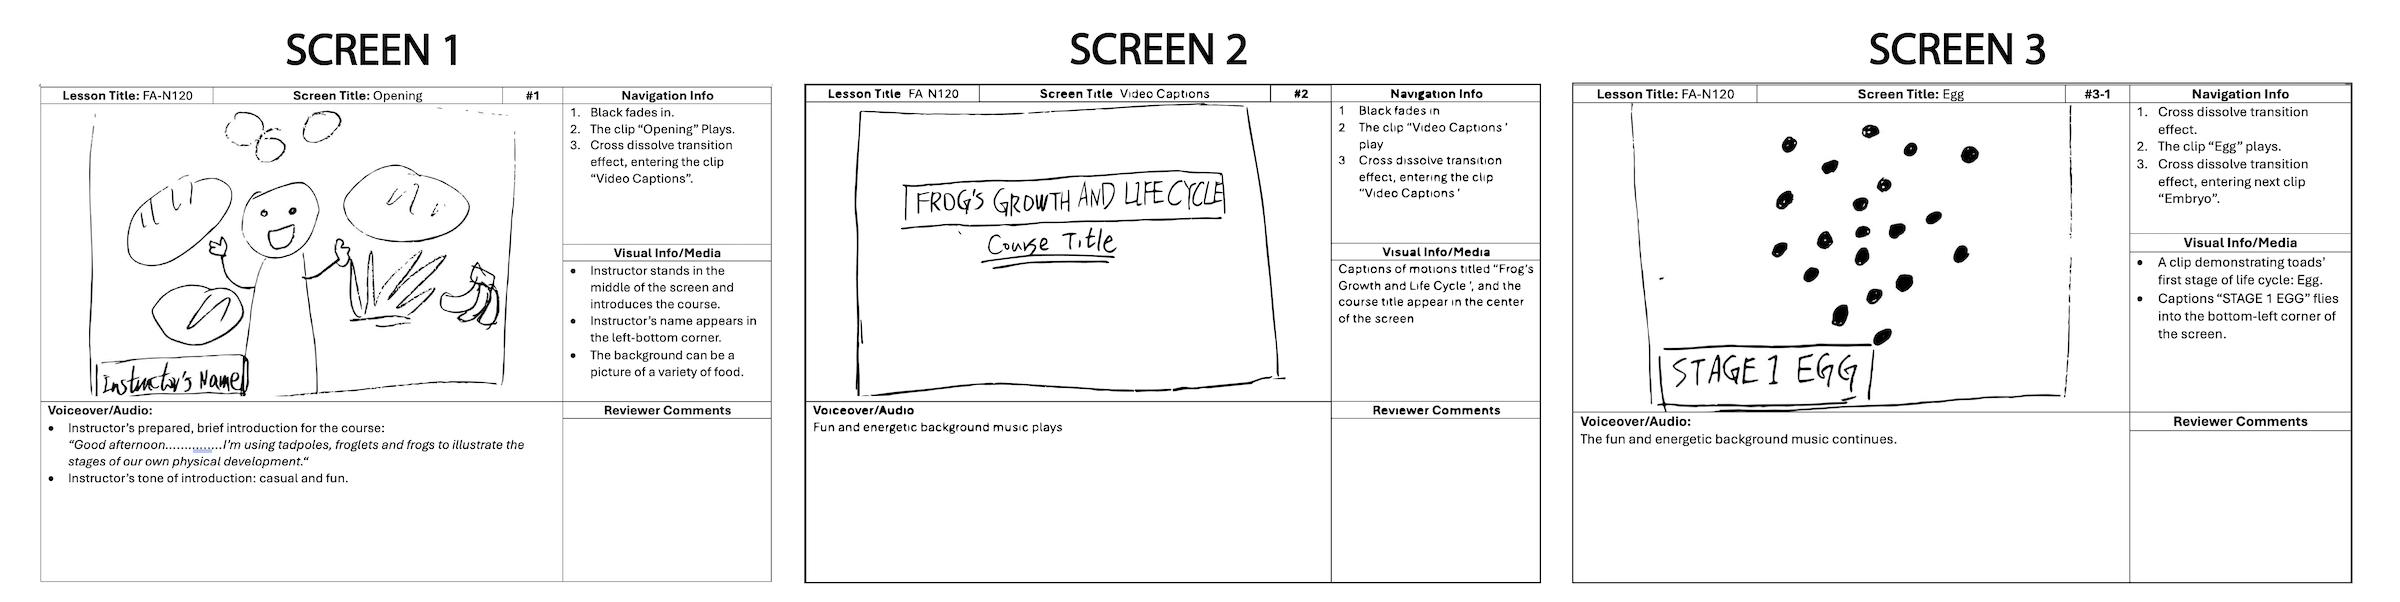 SCREEN 1
Lesson Title: FA-N120
Screen Title: Opening
#1
Navigation Info
1. Black fades in.
2. The clip “Opening” Plays.
3. Cross dissolve transition
effect, entering the clip
“Video Captions”.
Instructor's Name
Visual Info/Media
• Instructor stands in the
middle of the screen and
introduces the course.
• Instructor’s name appears in
the left-bottom corner.
• The background can be a
picture of a variety of food.
Voiceover/Audio:
• Instructor’s prepared, brief introduction for the course:
“Good afternoon...............I’m using tadpoles, froglets and frogs to illustrate the
stages of our own physical development.“
• Instructor’s tone of introduction: casual and fun.
Reviewer Comments
SCREEN 2
Lesson Title FA N120
Screen Title Video Captions
#2
Navigation Info
1 Black fades in
2 The clip “Video Captions ’
play
3 Cross dissolve transition
effect, entering the clip
“Video Captions ’
FROG'S GROWTH AND LIFE CYCLE
Course Title
Visual Info/Media
Captions of motions titled “Frog’s
Growth and Life Cycle ’, and the
course title appear in the center
of the screen
Voiceover/Audio
Fun and energetic background music plays
Reviewer Comments
SCREEN 3
Lesson Title: FA-N120
Screen Title: Egg
#3-1
Navigation Info
1. Cross dissolve transition
effect.
2. The clip “Egg” plays.
3. Cross dissolve transition
effect, entering next clip
“Embryo”.
STAGE 1 EGG
Visual Info/Media
• A clip demonstrating toads’
first stage of life cycle: Egg.
• Captions “STAGE 1 EGG” flies
into the bottom-left corner of
the screen.
Voiceover/Audio:
The fun and energetic background music continues.
Reviewer Comments